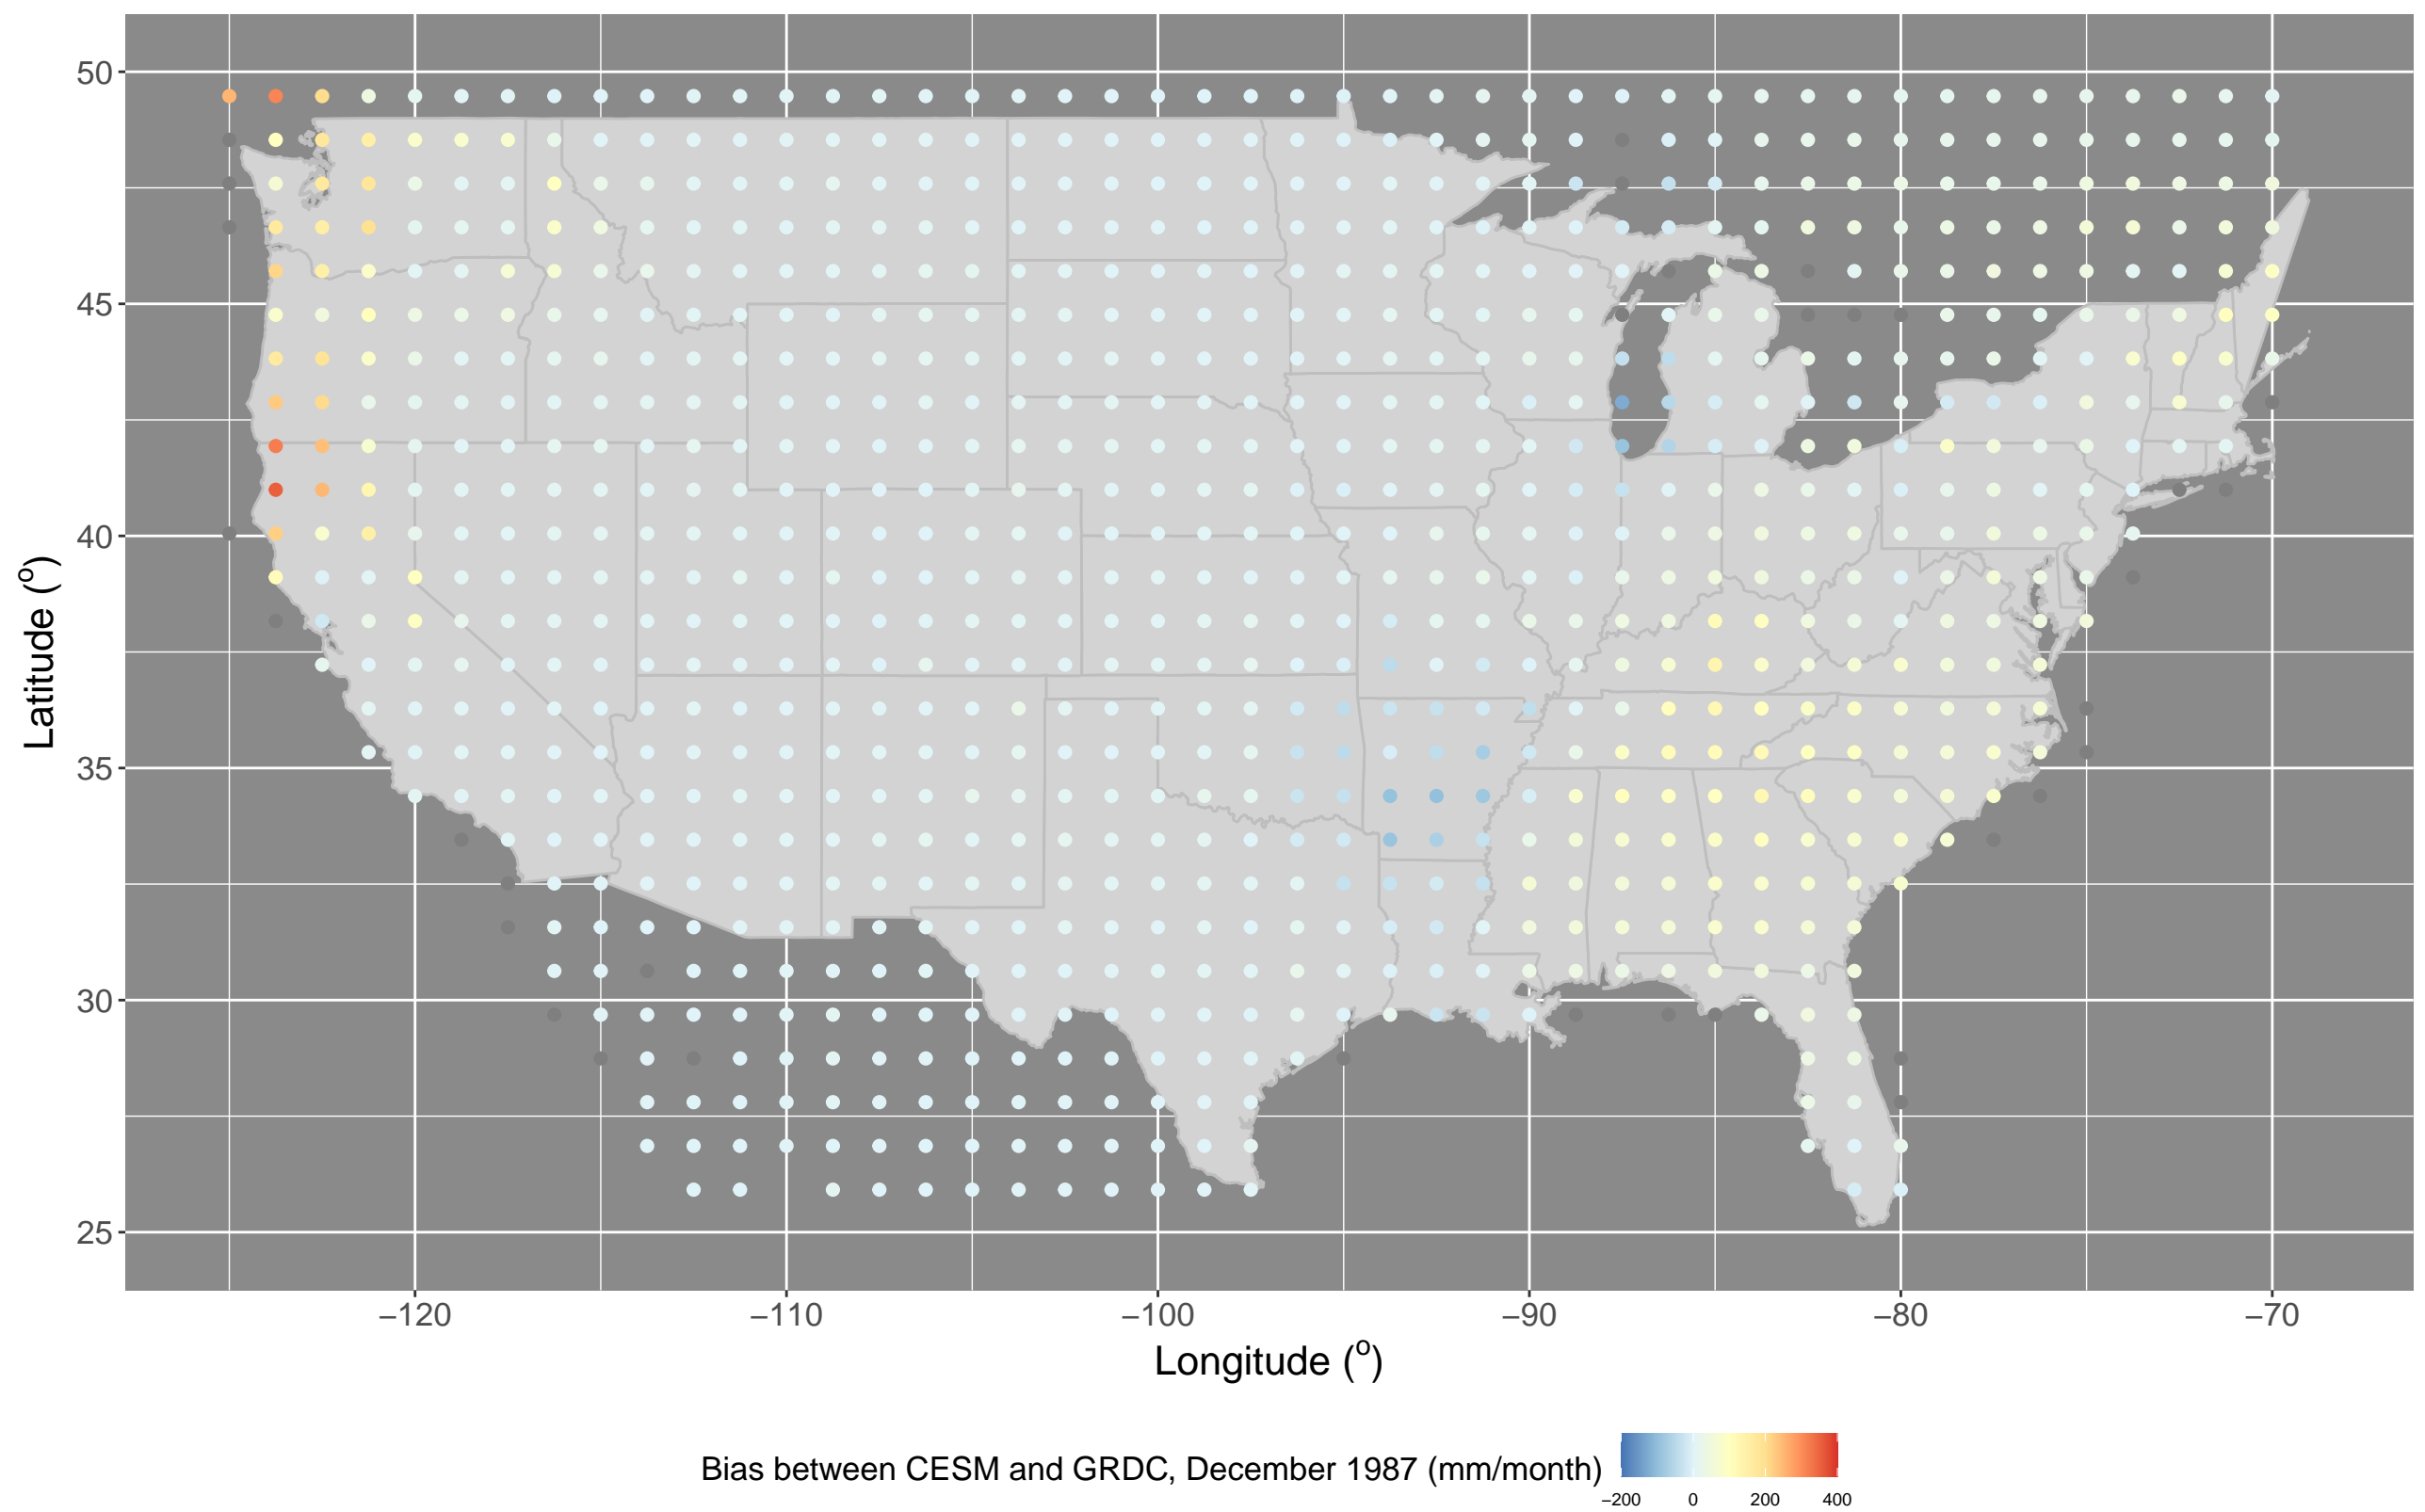 50
45
40
35
30
25
Latitude (°)
−120 −110 −100 −90 −80 −70
Longitude (°)
Bias between CESM and GRDC, December 1987 (mm/month)
−200 0 200 400